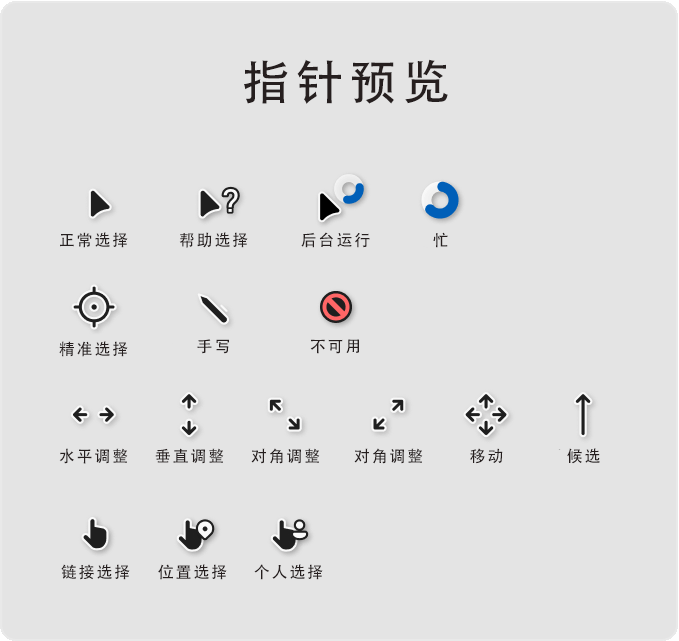 指针预览
正常选择 帮助选择 后台运行 忙
精准选择 手写 不可用
水平调整 垂直调整 对角调整 对角调整 移动 候选
链接选择 位置选择 个人选择